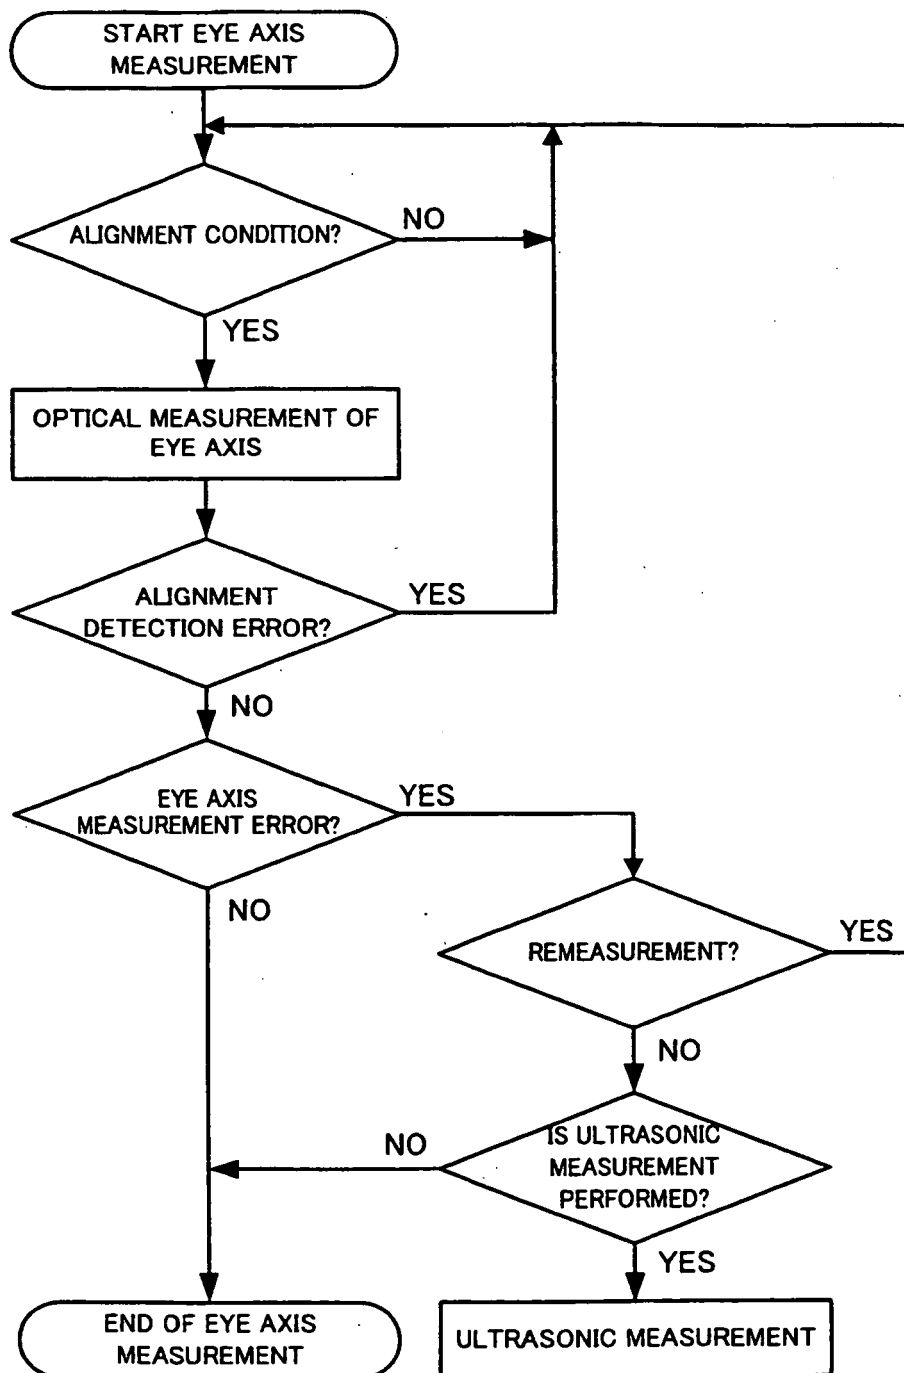 START EYE AXIS
MEASUREMENT
ALIGNMENT CONDITION?
NO
YES
OPTICAL MEASUREMENT OF
EYE AXIS
ALIGNMENT
DETECTION ERROR?
YES
NO
EYE AXIS
MEASUREMENT ERROR?
YES
NO
REMEASUREMENT?
YES
NO
IS ULTRASONIC
MEASUREMENT
PERFORMED?
NO
YES
END OF EYE AXIS
MEASUREMENT
ULTRASONIC MEASUREMENT